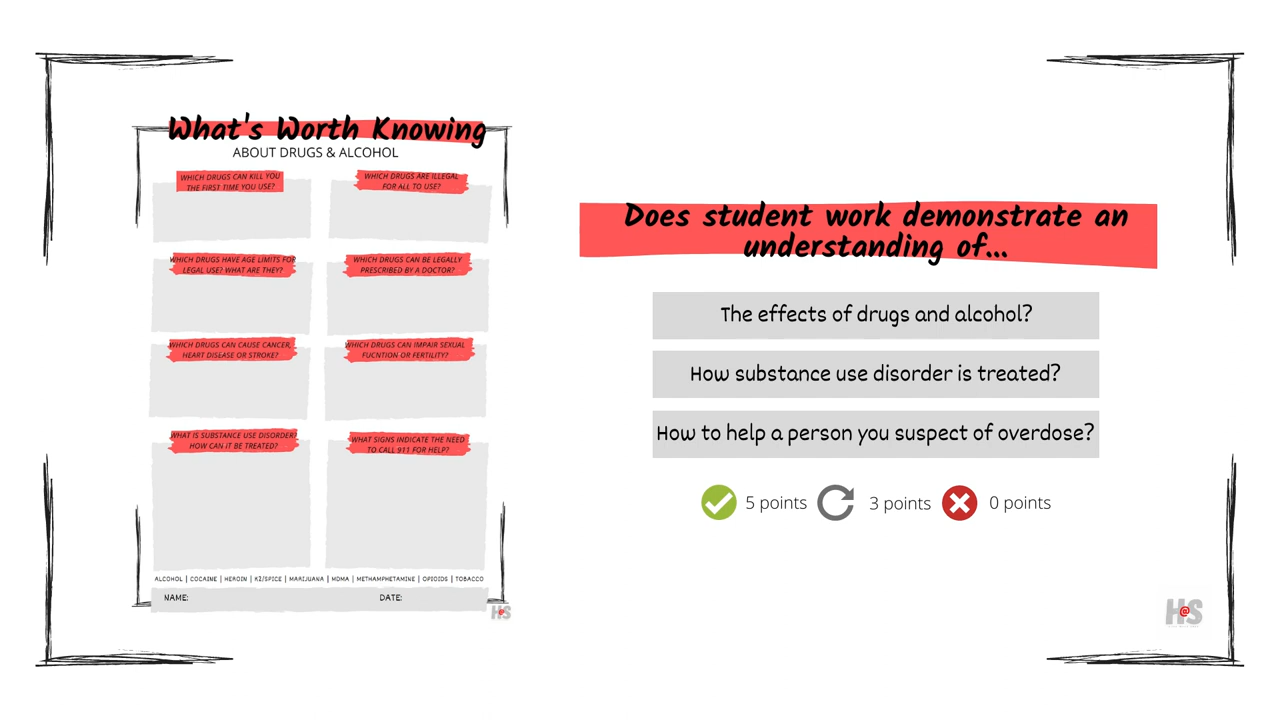 What's Worth Knowing
ABOUT DRUGS & ALCOHOL
WHICH DRUGS CAN KILL YOU
THE FIRST TIME YOU USE?
WHICH DRUGS ARE ILLEGAL
FOR ALL TO USE?
WHICH DRUGS HAVE AGE LIMITS FOR
LEGAL USE? WHAT ARE THEY?
WHICH DRUGS CAN BE LEGALLY
PRESCRIBED BY A DOCTOR?
WHICH DRUGS CAN CAUSE CANCER,
HEART DISEASE OR STROKE?
WHICH DRUGS CAN IMPAIR SEXUAL
FUCNTION OR FERTILITY?
WHAT IS SUBSTANCE USE DISORDER?
HOW CAN IT BE TREATED?
WHAT SIGNS INDICATE THE NEED
TO CALL 911 FOR HELP?
ALCOHOL | COCAINE | HEROIN | K2/SPICE | MARIJUANA | MDMA | METHAMPHETAMINE | OPIOIDS | TOBACCO
NAME: DATE:
H@S
Does student work demonstrate an
understanding of...
The effects of drugs and alcohol?
How substance use disorder is treated?
How to help a person you suspect of overdose?
5 points 3 points 0 points
H@S